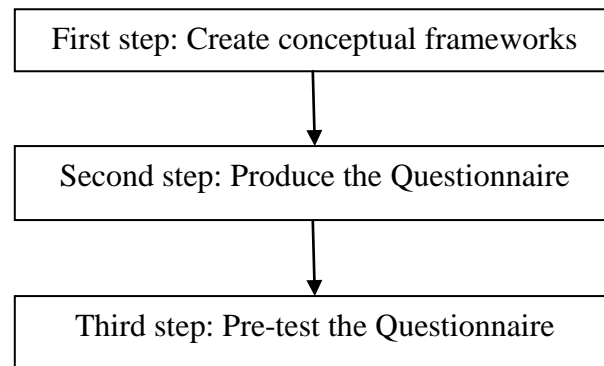 First step: Create conceptual frameworks
Second step: Produce the Questionnaire
Third step: Pre-test the Questionnaire